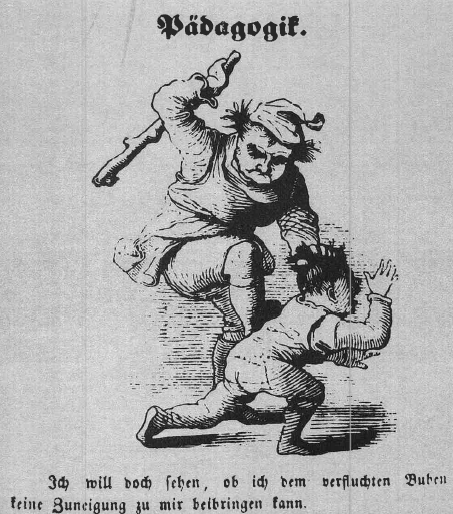 Pädagogik.
Ich will doch sehen, ob ich dem verfluchten Buben
keine Zuneigung zu mir beibringen kann.